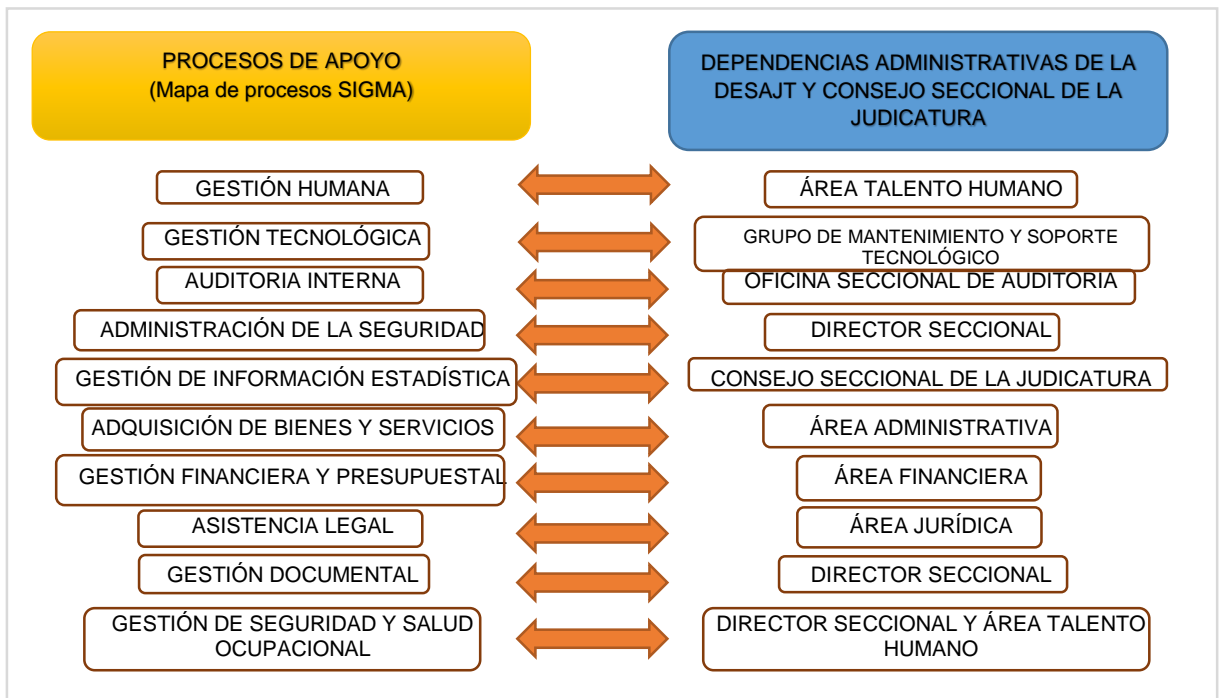 PROCESOS DE APOYO
(Mapa de procesos SIGMA)
DEPENDENCIAS ADMINISTRATIVAS DE LA
DESAJT Y CONSEJO SECCIONAL DE LA
JUDICATURA
GESTIÓN HUMANA
ÁREA TALENTO HUMANO
GESTIÓN TECNOLÓGICA
GRUPO DE MANTENIMIENTO Y SOPORTE
TECNOLÓGICO
AUDITORIA INTERNA
OFICINA SECCIONAL DE AUDITORIA
ADMINISTRACIÓN DE LA SEGURIDAD
DIRECTOR SECCIONAL
GESTIÓN DE INFORMACIÓN ESTADÍSTICA
CONSEJO SECCIONAL DE LA JUDICATURA
ADQUISICIÓN DE BIENES Y SERVICIOS
ÁREA ADMINISTRATIVA
GESTIÓN FINANCIERA Y PRESUPUESTAL
ÁREA FINANCIERA
ASISTENCIA LEGAL
ÁREA JURÍDICA
GESTIÓN DOCUMENTAL
DIRECTOR SECCIONAL
GESTIÓN DE SEGURIDAD Y SALUD
OCUPACIONAL
DIRECTOR SECCIONAL Y ÁREA TALENTO
HUMANO